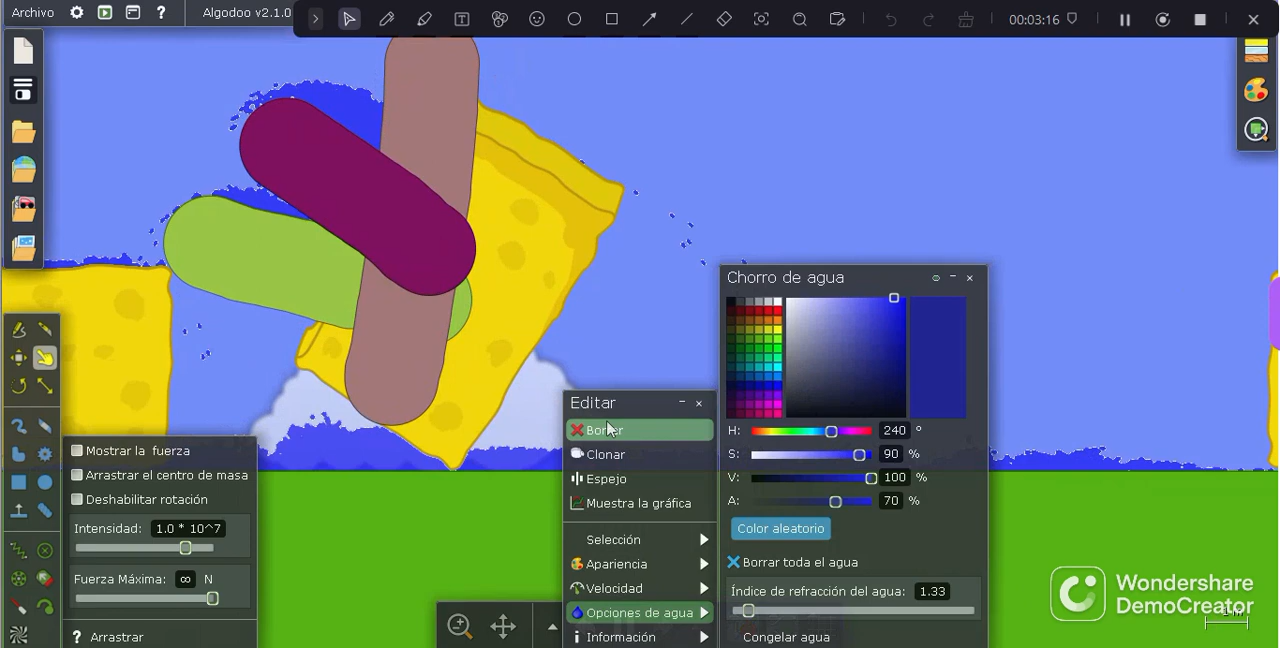 Archivo
Algodoo v2.1.0
00:03:16
Chorro de agua
H: 240 °
S: 90 %
V: 100 %
A: 70 %
Color aleatorio
Borrar toda el agua
Índice de refracción del agua: 1.33
Congelar agua
Editar
Borrar
Clonar
Espejo
Muestra la gráfica
Selección
Apariencia
Velocidad
Opciones de agua
Información
Mostrar la fuerza
Arrastrar el centro de masa
Deshabilitar rotación
Intensidad: 1.0 * 10^7
Fuerza Máxima: ∞ N
? Arrastrar
Wondershare
DemoCreator